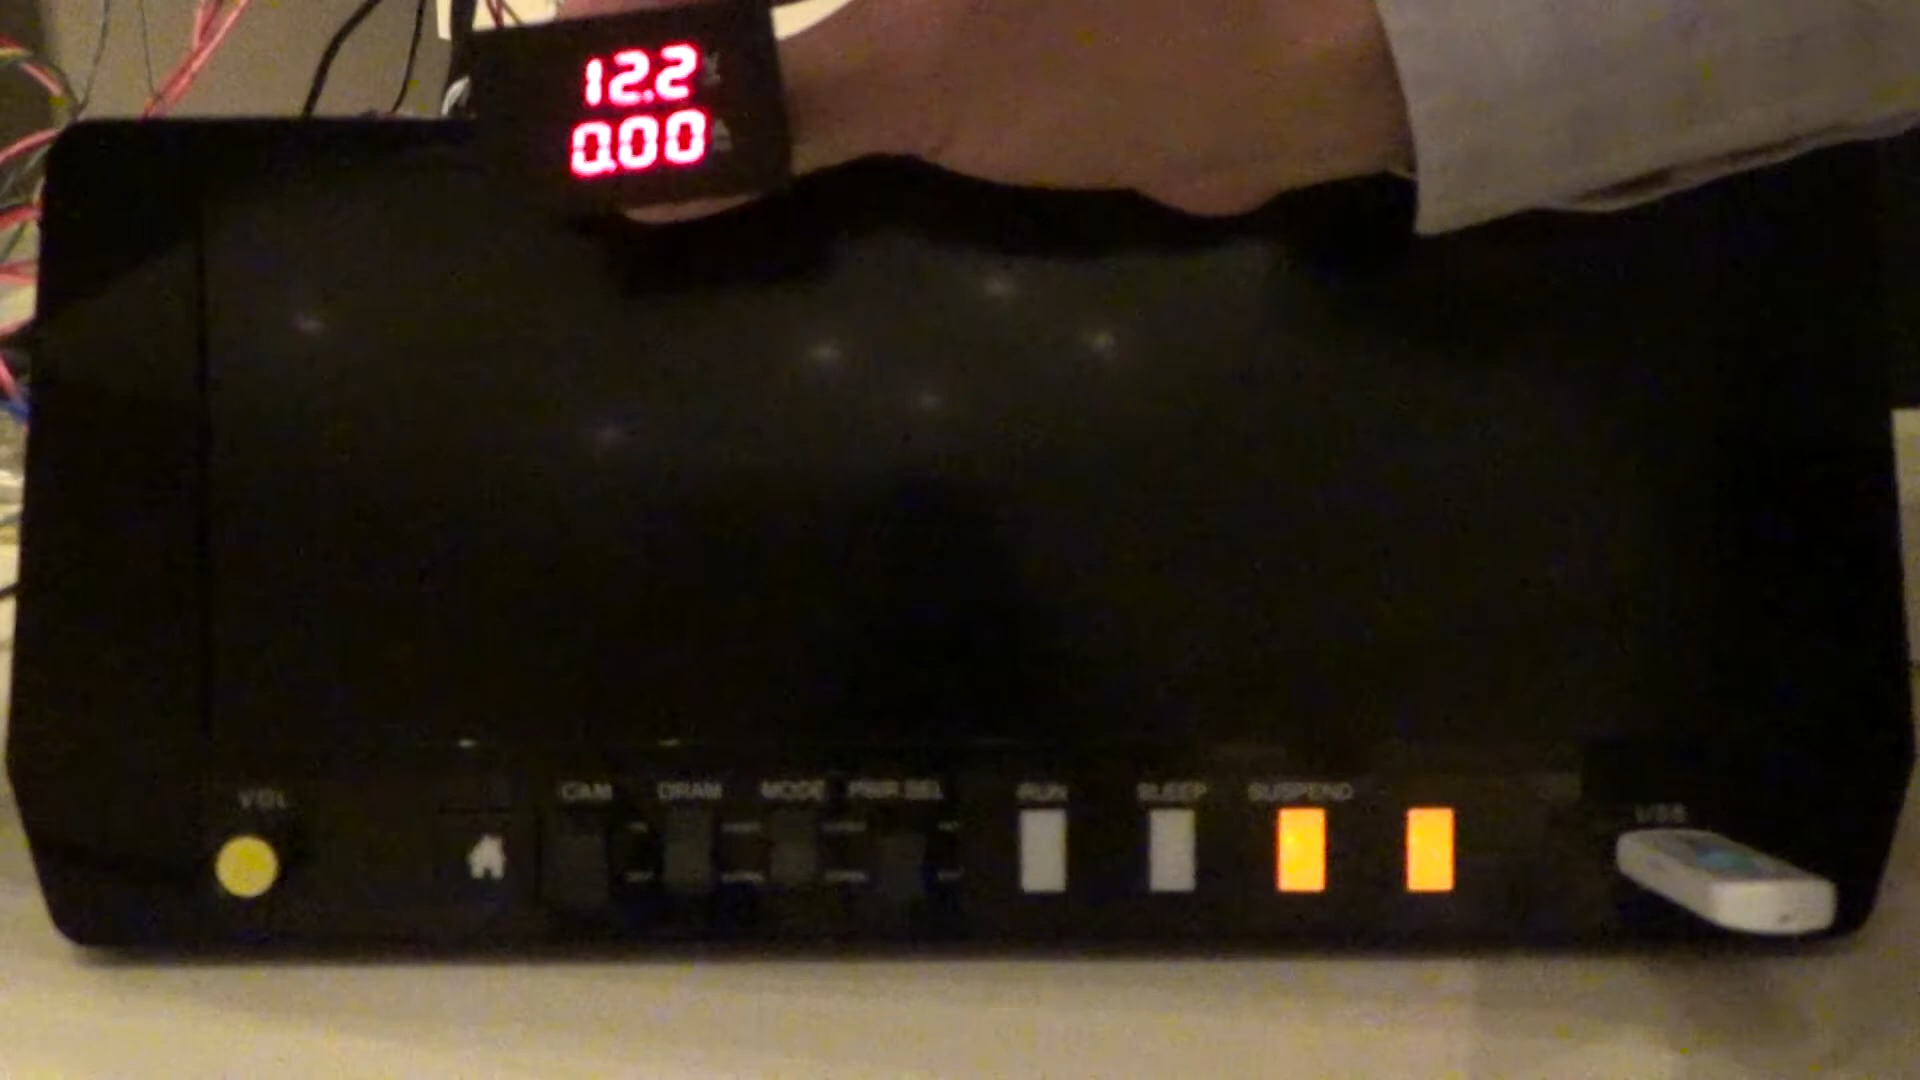 12.2 V
0.00 A
VOL
CAM
DRAM
MODE
PWR SEL
RUN
SLEEP
SUSPEND
USB